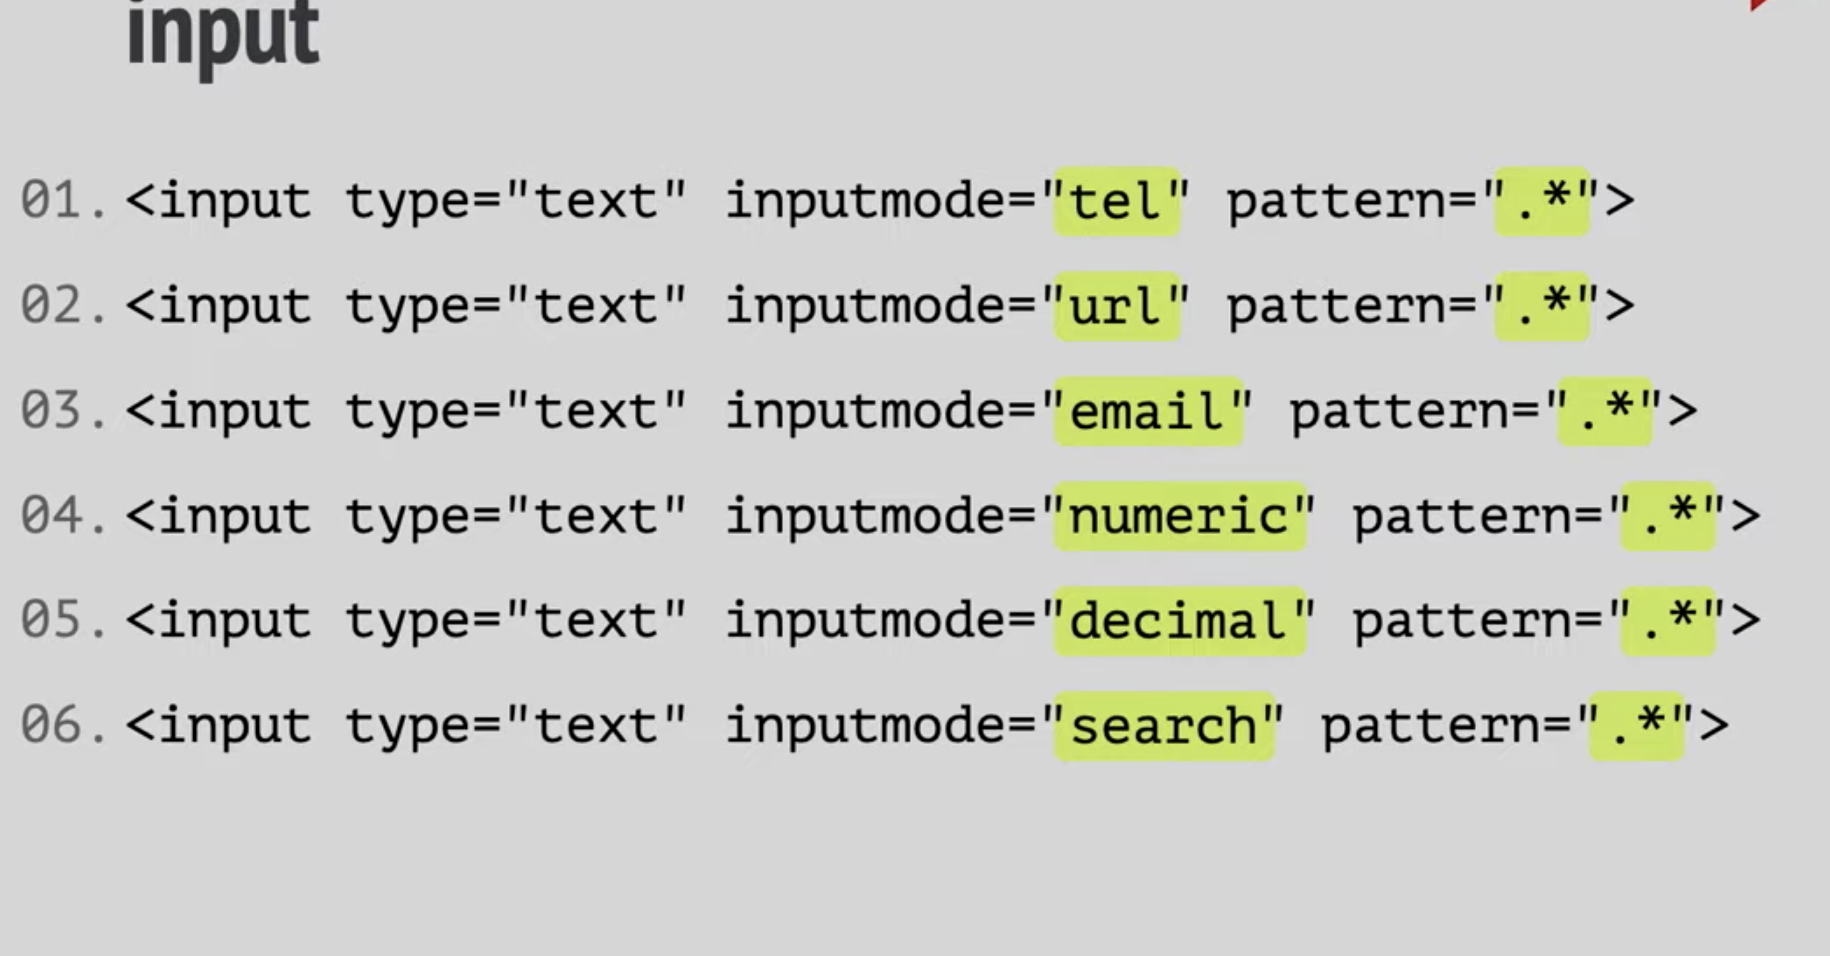 input
01. <input type="text" inputmode="tel" pattern=".*">
02. <input type="text" inputmode="url" pattern=".*">
03. <input type="text" inputmode="email" pattern=".*">
04. <input type="text" inputmode="numeric" pattern=".*">
05. <input type="text" inputmode="decimal" pattern=".*">
06. <input type="text" inputmode="search" pattern=".*">